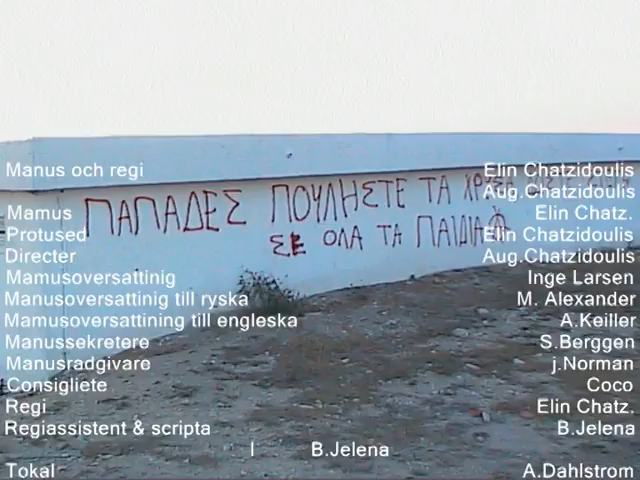 Manus och regi Elin Chatzidoulis
Aug.Chatzidoulis
Mamus Elin Chatz.
Protused Elin Chatzidoulis
Directer Aug.Chatzidoulis
Mamusoversattinig Inge Larsen
Manusoversattinig till ryska M. Alexander
Mamusoversattining till engleska A.Keiller
Manussekretere S.Berggen
Manusradgivare j.Norman
Consigliete Coco
Regi Elin Chatz.
Regiassistent & scripta B.Jelena
I B.Jelena
Tokal A.Dahlstrom
ΠΑΠΑΔΕΣ ΠΟΥΛΗΣΤΕ ΤΑ
ΣΕ ΟΛΑ ΤΑ ΠΑΙΔΙΑ